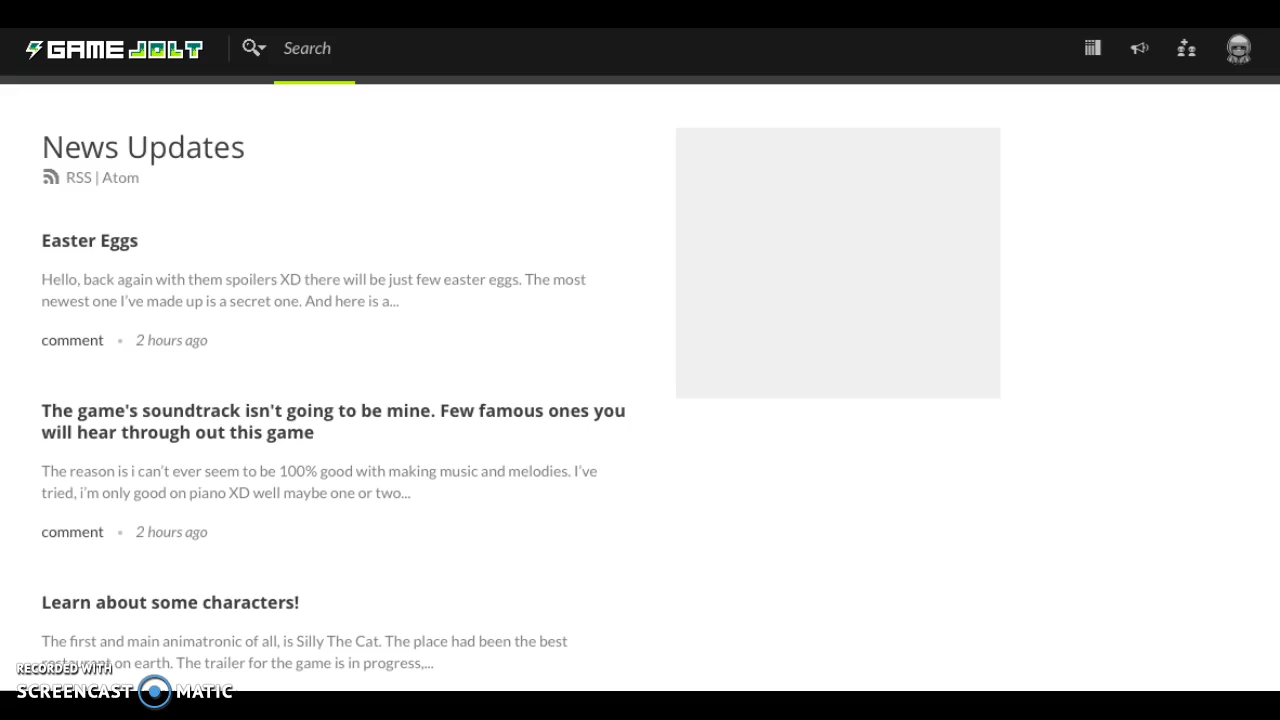 GAME JOLT
Search
News Updates
RSS | Atom
Easter Eggs
Hello, back again with them spoilers XD there will be just few easter eggs. The most
newest one I've made up is a secret one. And here is a...
comment • 2 hours ago
The game's soundtrack isn't going to be mine. Few famous ones you
will hear through out this game
The reason is i can't ever seem to be 100% good with making music and melodies. I've
tried, i'm only good on piano XD well maybe one or two...
comment • 2 hours ago
Learn about some characters!
The first and main animatronic of all, is Silly The Cat. The place had been the best
restaurant on earth. The trailer for the game is in progress,...
RECORDED WITH
SCREENCAST MATIC